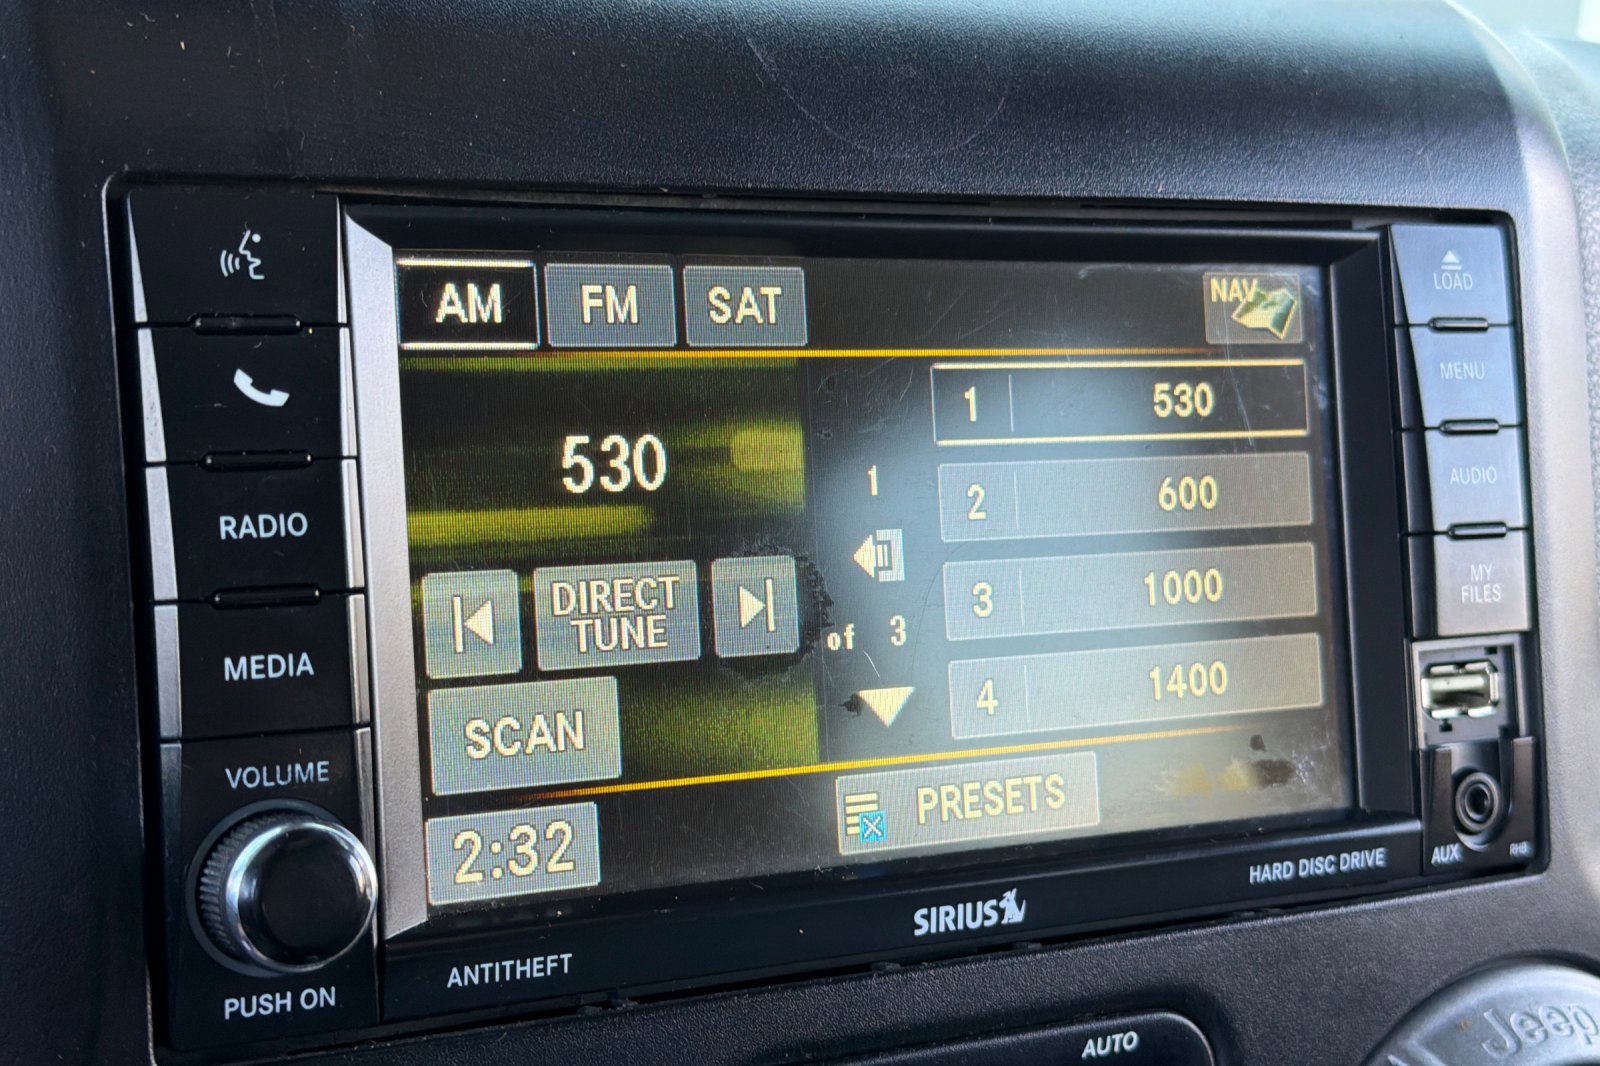 AM FM SAT NAV
LOAD
MENU
AUDIO
MY
FILES
RADIO
MEDIA
VOLUME
PUSH ON
530
DIRECT
TUNE
SCAN
2:32
1
of 3
1 530
2 600
3 1000
4 1400
PRESETS
ANTITHEFT
SIRIUS
HARD DISC DRIVE
AUX
RHB
AUTO
Jeep